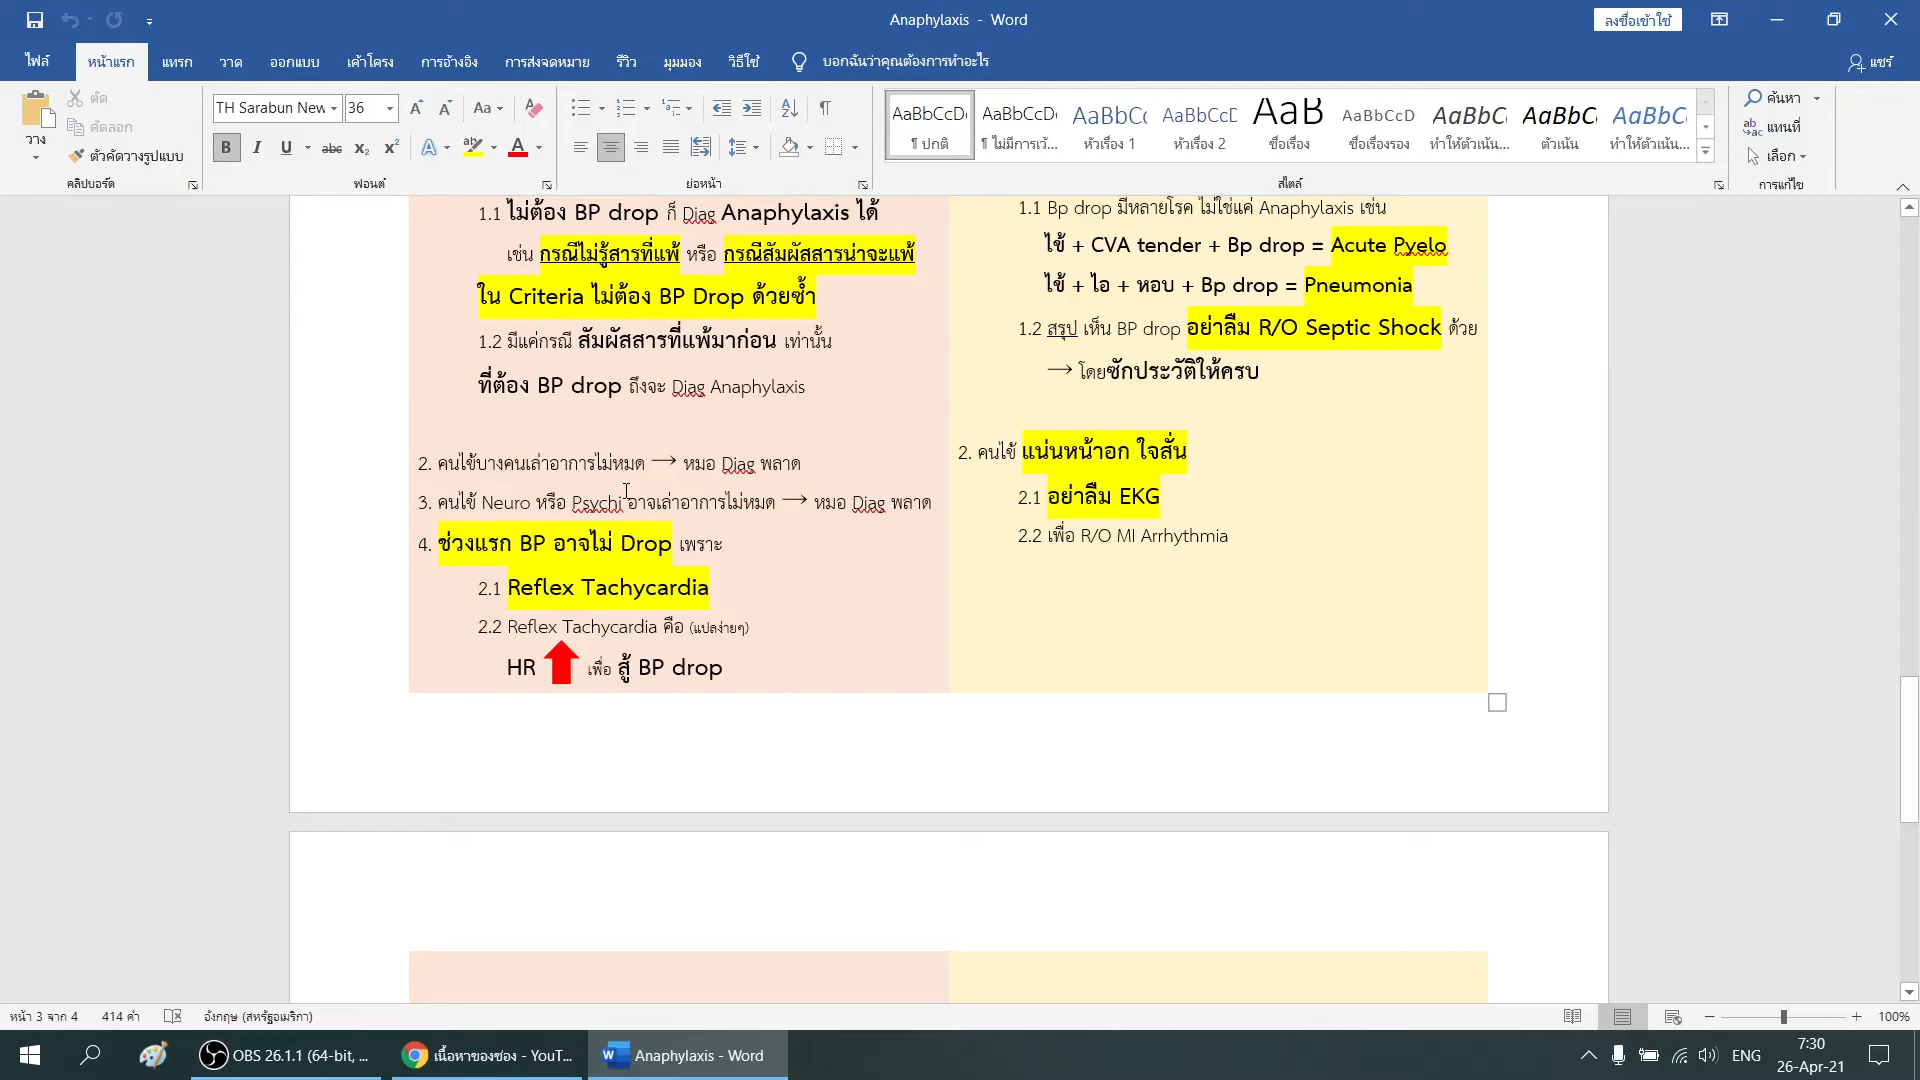 Anaphylaxis - Word
ลงชื่อเข้าใช้
ไฟล์ หน้าแรก แทรก วาด ออกแบบ เค้าโครง การอ้างอิง การส่งจดหมาย รีวิว มุมมอง วิธีใช้ บอกฉันว่าคุณต้องการทำอะไร แชร์
วาง
ตัด
คัดลอก
ตัวคัดวางรูปแบบ
คลิปบอร์ด
TH Sarabun New 36
ฟอนต์
ย่อหน้า
AaBbCcDc AaBbCcDc AaBbCc AaBbCcD AaB AaBbCcD AaBbCc AaBbCc AaBbCc
¶ ปกติ ¶ ไม่มีการเว้... หัวเรื่อง 1 หัวเรื่อง 2 ชื่อเรื่อง ชื่อเรื่องรอง ทำให้ตัวเน้น... ตัวเน้น ทำให้ตัวเน้น...
สไตล์
ค้นหา
แทนที่
เลือก
การแก้ไข
1.1 ไม่ต้อง BP drop ก็ Diag Anaphylaxis ได้
เช่น กรณีไม่รู้สารที่แพ้ หรือ กรณีสัมผัสสารน่าจะแพ้
ใน Criteria ไม่ต้อง BP Drop ด้วยซ้ำ
1.2 มีแค่กรณี สัมผัสสารที่แพ้มาก่อน เท่านั้น
ที่ต้อง BP drop ถึงจะ Diag Anaphylaxis
2. คนไข้บางคนเล่าอาการไม่หมด → หมอ Diag พลาด
3. คนไข้ Neuro หรือ Psychi อาจเล่าอาการไม่หมด → หมอ Diag พลาด
4. ช่วงแรก BP อาจไม่ Drop เพราะ
2.1 Reflex Tachycardia
2.2 Reflex Tachycardia คือ (แปลง่ายๆ)
HR เพื่อ สู้ BP drop
1.1 Bp drop มีหลายโรค ไม่ใช่แค่ Anaphylaxis เช่น
ไข้ + CVA tender + Bp drop = Acute Pyelo
ไข้ + ไอ + หอบ + Bp drop = Pneumonia
1.2 สรุป เห็น BP drop อย่าลืม R/O Septic Shock ด้วย
→ โดยซักประวัติให้ครบ
2. คนไข้ แน่นหน้าอก ใจสั่น
2.1 อย่าลืม EKG
2.2 เพื่อ R/O MI Arrhythmia
หน้า 3 จาก 4 414 คำ อังกฤษ (สหรัฐอเมริกา) 100%
OBS 26.1.1 (64-bit, ... เนื้อหาของช่อง - YouT... Anaphylaxis - Word ENG
7:30
26-Apr-21